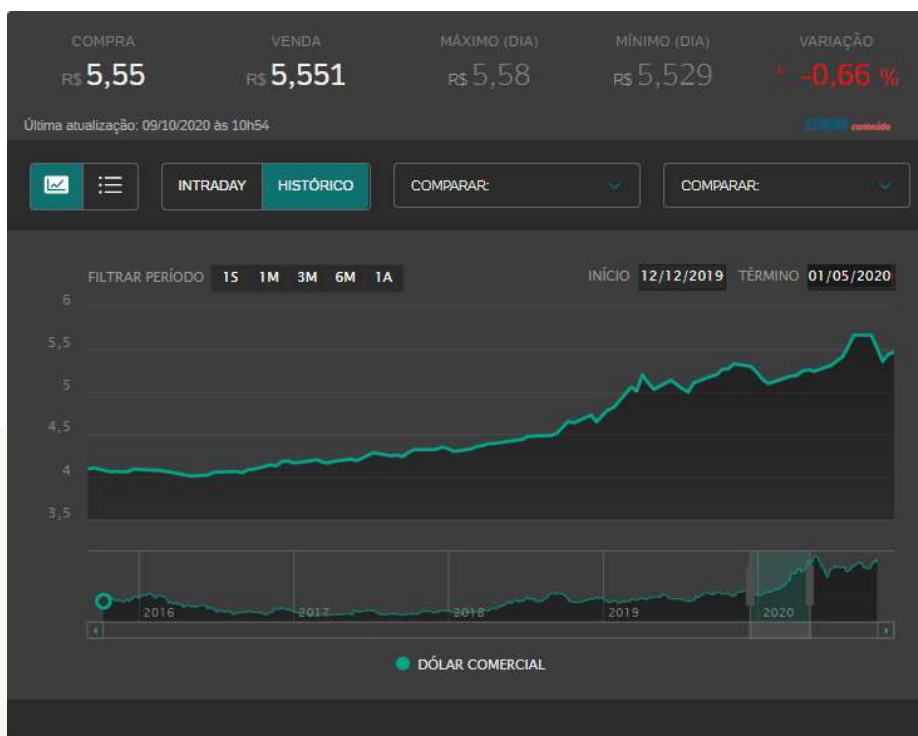 COMPRA VENDA MÁXIMO (DIA) MÍNIMO (DIA) VARIAÇÃO
R$ 5,55 R$ 5,551 R$ 5,58 R$ 5,529 -0,66 %
Última atualização: 09/10/2020 às 10h54
conteúdo
INTRADAY HISTÓRICO COMPARAR: COMPARAR:
FILTRAR PERÍODO 1S 1M 3M 6M 1A INÍCIO 12/12/2019 TÉRMINO 01/05/2020
6
5,5
5
4,5
4
3,5
2016 2017 2018 2019 2020
DÓLAR COMERCIAL